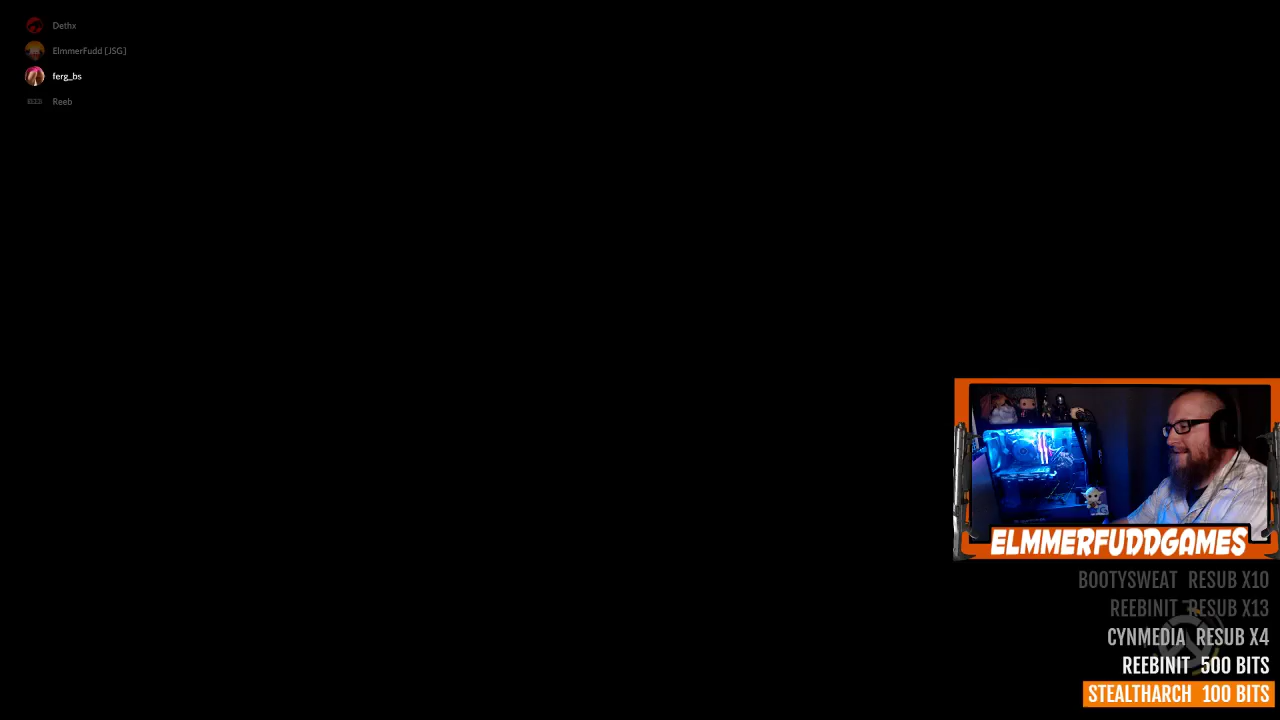 Dethx
ElmmerFudd [JSG]
ferg_bs
Reeb
ELMMERFUDDGAMES
BOOTYSWEAT RESUB X10
REEBINIT RESUB X13
CYNMEDIA RESUB X4
REEBINIT 500 BITS
STEALTHARCH 100 BITS